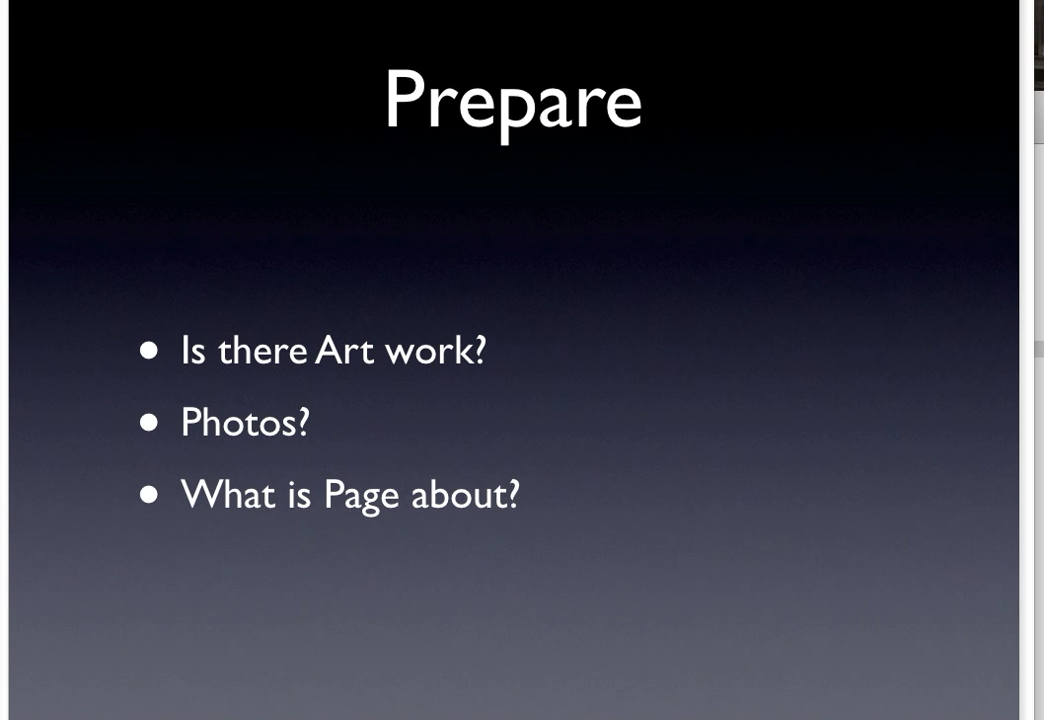 Prepare
• Is there Art work?
• Photos?
• What is Page about?